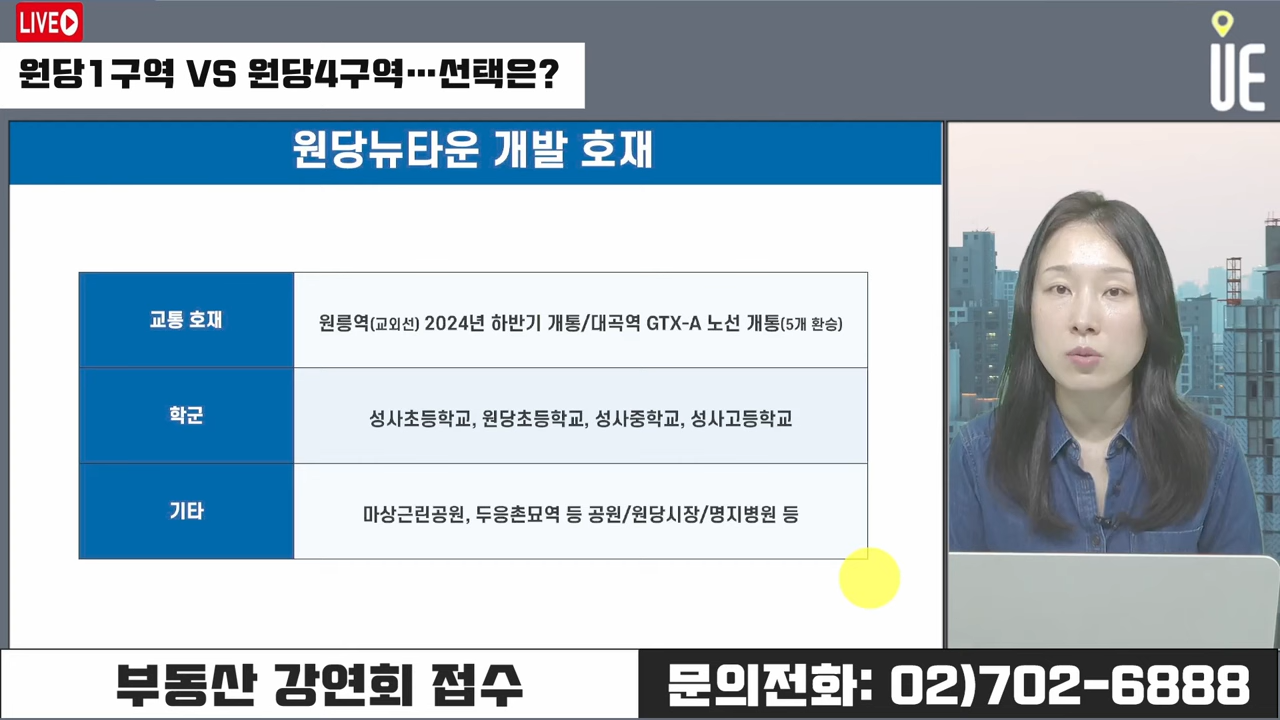 LIVE
원당1구역 VS 원당4구역…선택은?
UE
원당뉴타운 개발 호재
교통 호재
원릉역(교외선) 2024년 하반기 개통/대곡역 GTX-A 노선 개통(5개 환승)
학군
성사초등학교, 원당초등학교, 성사중학교, 성사고등학교
기타
마상근린공원, 두응촌묘역 등 공원/원당시장/명지병원 등
부동산 강연회 접수
문의전화: 02)702-6888